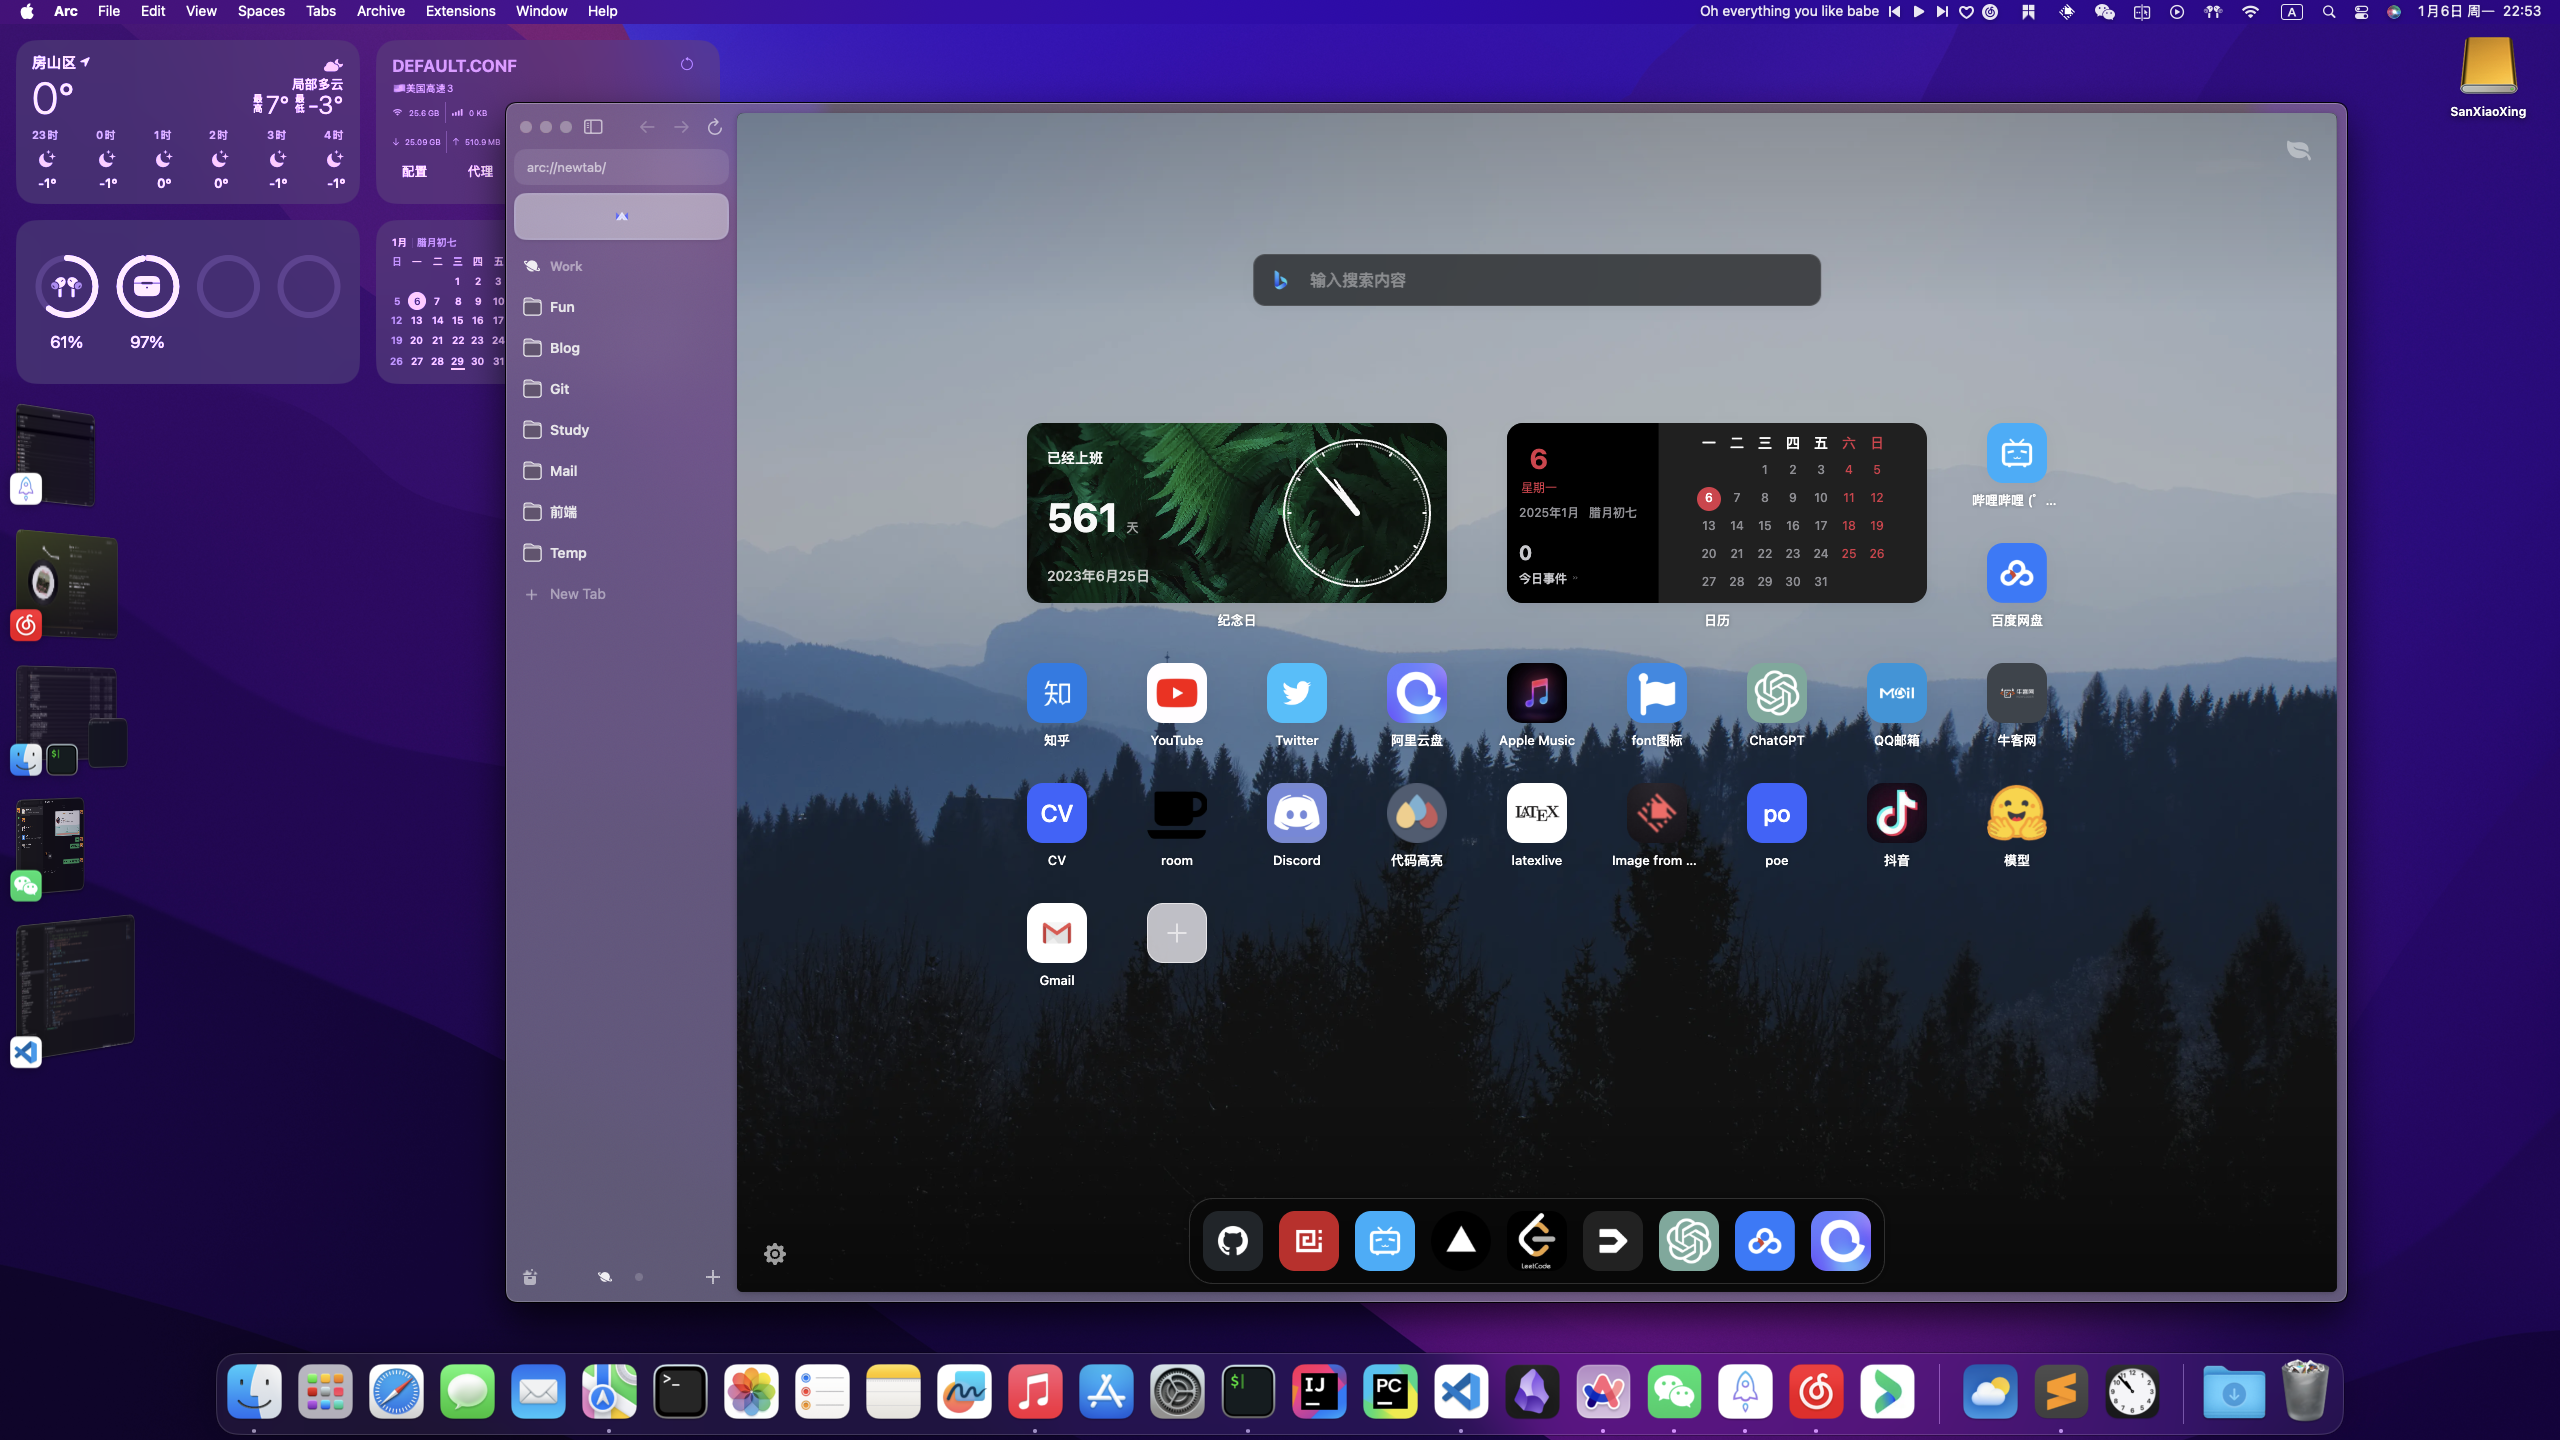 Arc File Edit View Spaces Tabs Archive Extensions Window Help
Oh everything you like babe
A
1月6日 周一 22:53
SanXiaoXing
房山区
0°
局部多云
最高 7° 最低 -3°
23时 0时 1时 2时 3时 4时
-1° -1° 0° 0° -1° -1°
DEFAULT.CONF
美国高速 3
25.6 GB 0 KB
25.09 GB 510.9 MB
配置 代理
61% 97%
1月 腊月初七
日 一 二 三 四 五
1 2 3
5 6 7 8 9 10
12 13 14 15 16 17
19 20 21 22 23 24
26 27 28 29 30 31
arc://newtab/
Work
Fun
Blog
Git
Study
Mail
前端
Temp
New Tab
输入搜索内容
已经上班
561 天
2023年6月25日
纪念日
6
星期一
2025年1月 腊月初七
0
今日事件
一 二 三 四 五 六 日
1 2 3 4 5
6 7 8 9 10 11 12
13 14 15 16 17 18 19
20 21 22 23 24 25 26
27 28 29 30 31
日历
哔哩哔哩 (゜ ...
百度网盘
知
MOil
牛客网
知乎 YouTube Twitter 阿里云盘 Apple Music font图标 ChatGPT QQ邮箱 牛客网
CV
LATEX
po
CV room Discord 代码高亮 latexlive Image from ... poe 抖音 模型
Gmail
LeetCode
>_
$
IJ
PC